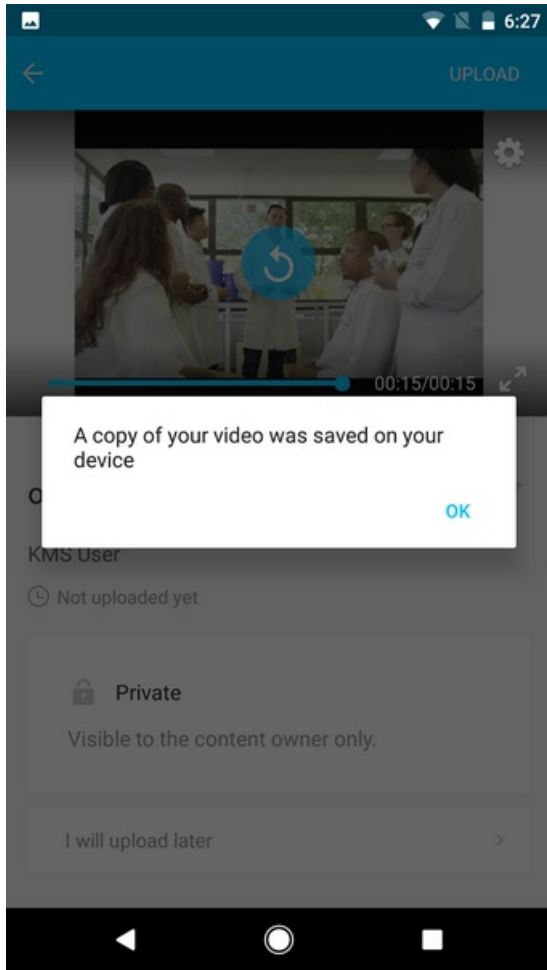 6:27
UPLOAD
00:15/00:15
A copy of your video was saved on your
device
OK
KMS User
Not uploaded yet
Private
Visible to the content owner only.
I will upload later